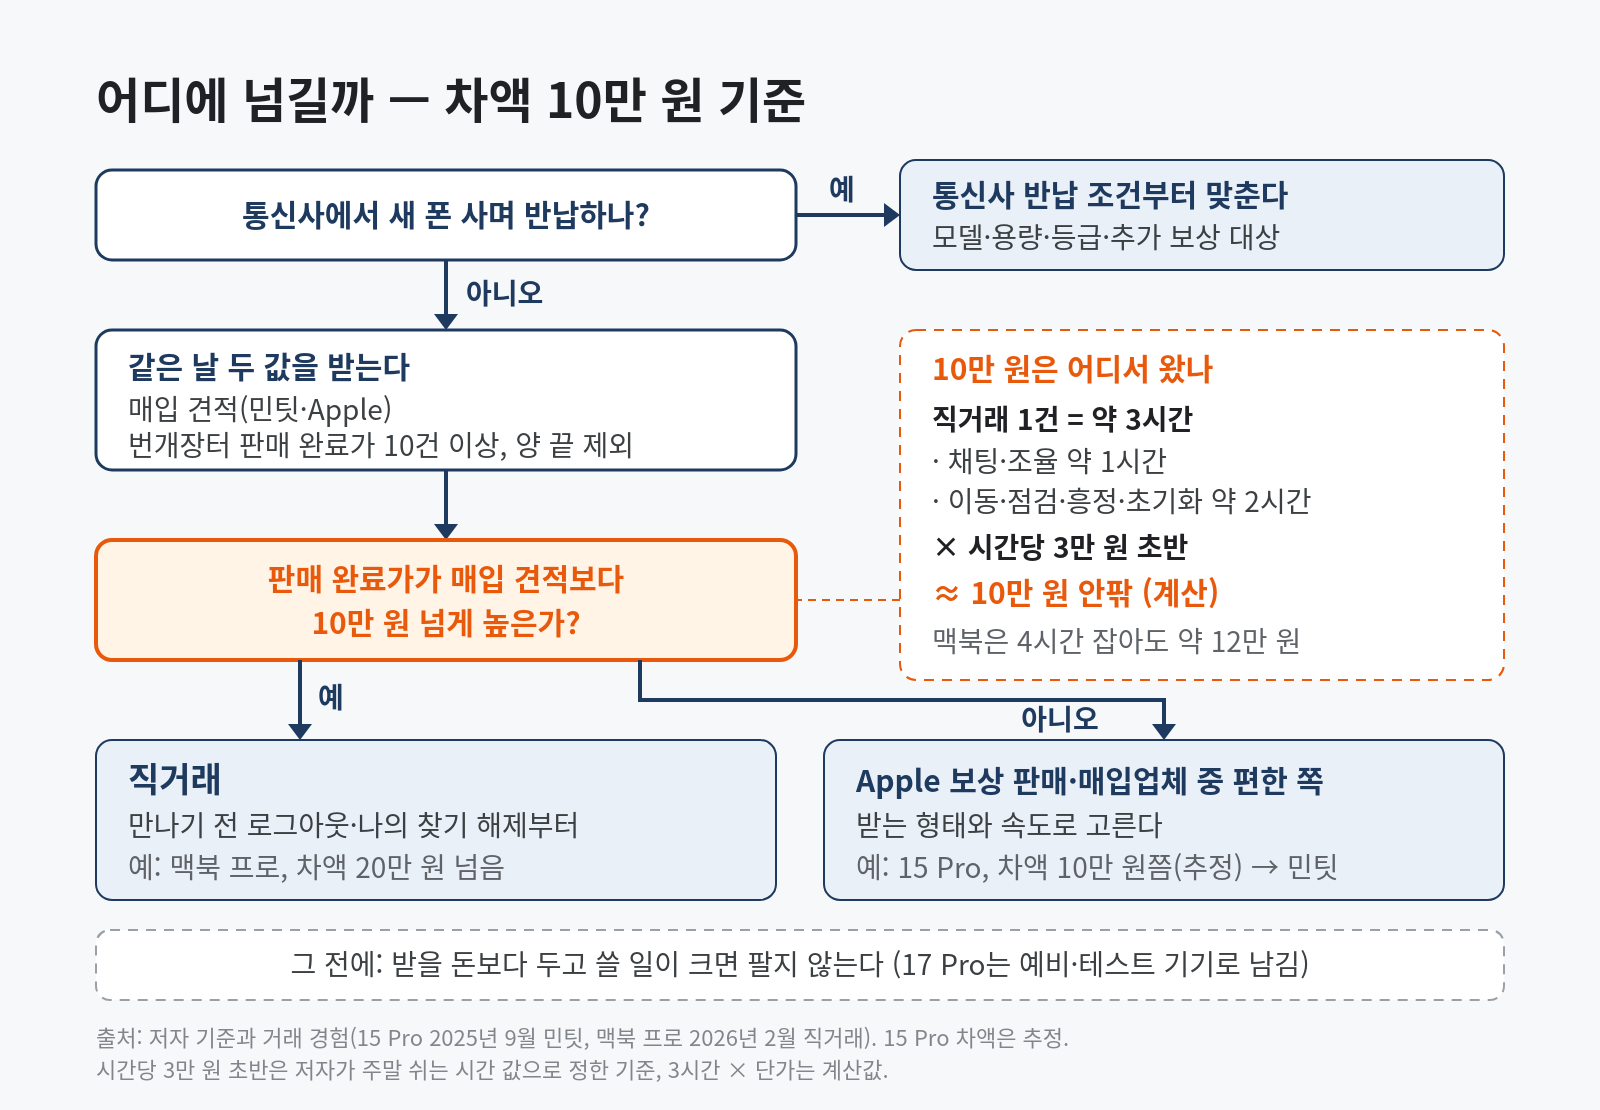 어디에 넘길까 — 차액 10만 원 기준
통신사에서 새 폰 사며 반납하나?
예
통신사 반납 조건부터 맞춘다
모델·용량·등급·추가 보상 대상
아니오
같은 날 두 값을 받는다
매입 견적(민팃·Apple)
번개장터 판매 완료가 10건 이상, 양 끝 제외
10만 원은 어디서 왔나
직거래 1건 = 약 3시간
· 채팅·조율 약 1시간
· 이동·점검·흥정·초기화 약 2시간
× 시간당 3만 원 초반
≈ 10만 원 안팎 (계산)
맥북은 4시간 잡아도 약 12만 원
판매 완료가가 매입 견적보다
10만 원 넘게 높은가?
예
아니오
직거래
만나기 전 로그아웃·나의 찾기 해제부터
예: 맥북 프로, 차액 20만 원 넘음
Apple 보상 판매·매입업체 중 편한 쪽
받는 형태와 속도로 고른다
예: 15 Pro, 차액 10만 원쯤(추정) → 민팃
그 전에: 받을 돈보다 두고 쓸 일이 크면 팔지 않는다 (17 Pro는 예비·테스트 기기로 남김)
출처: 저자 기준과 거래 경험(15 Pro 2025년 9월 민팃, 맥북 프로 2026년 2월 직거래). 15 Pro 차액은 추정.
시간당 3만 원 초반은 저자가 주말 쉬는 시간 값으로 정한 기준, 3시간 × 단가는 계산값.